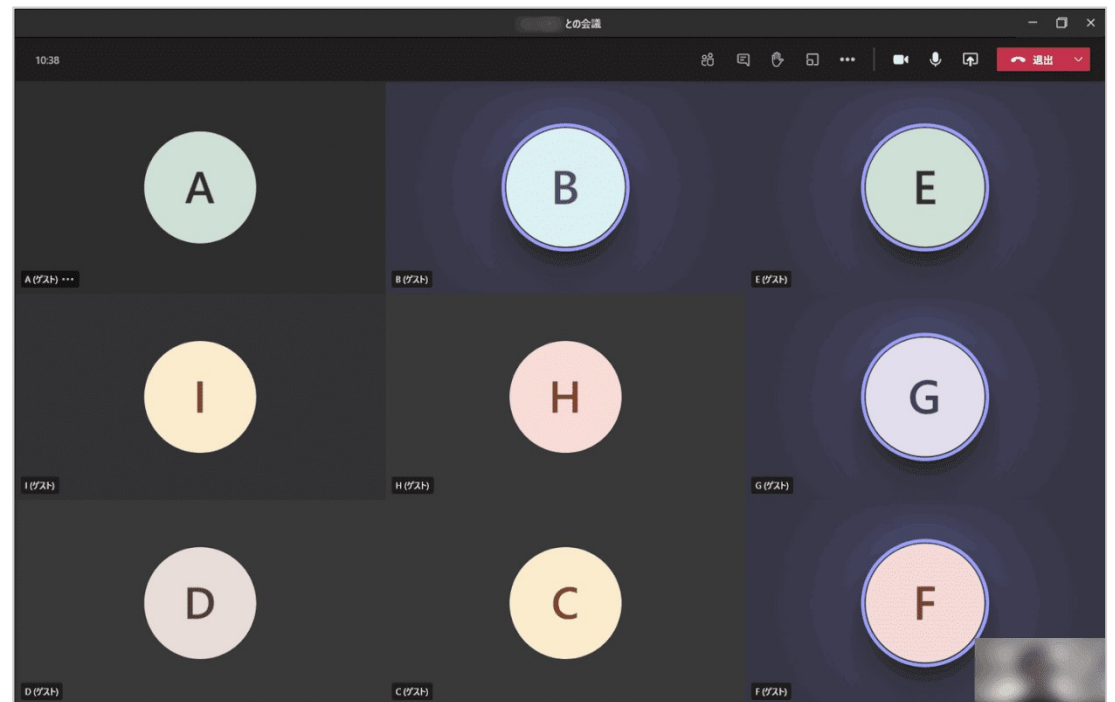 との会議
10:38
退出
A
B
E
A (ゲスト)
B (ゲスト)
E (ゲスト)
I
H
G
I (ゲスト)
H (ゲスト)
G (ゲスト)
D
C
F
D (ゲスト)
C (ゲスト)
F (ゲスト)